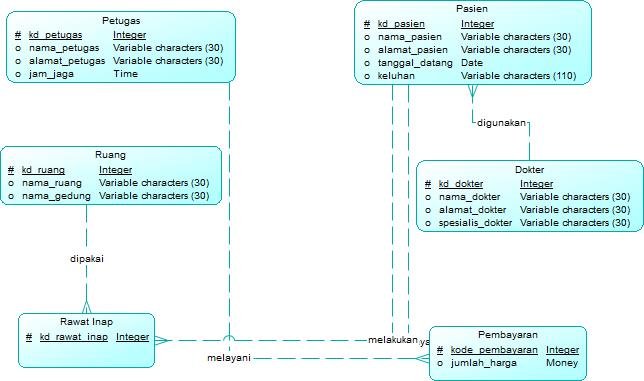 Petugas
# kd_petugas Integer
o nama_petugas Variable characters (30)
o alamat_petugas Variable characters (30)
o jam_jaga Time
Pasien
# kd_pasien Integer
o nama_pasien Variable characters (30)
o alamat_pasien Variable characters (30)
o tanggal_datang Date
o keluhan Variable characters (110)
digunakan
Ruang
# kd_ruang Integer
o nama_ruang Variable characters (30)
o nama_gedung Variable characters (30)
Dokter
# kd_dokter Integer
o nama_dokter Variable characters (30)
o alamat_dokter Variable characters (30)
o spesialis_dokter Variable characters (30)
dipakai
Rawat Inap
# kd_rawat_inap Integer
melakukan
melayani
Pembayaran
# kode_pembayaran Integer
o jumlah_harga Money